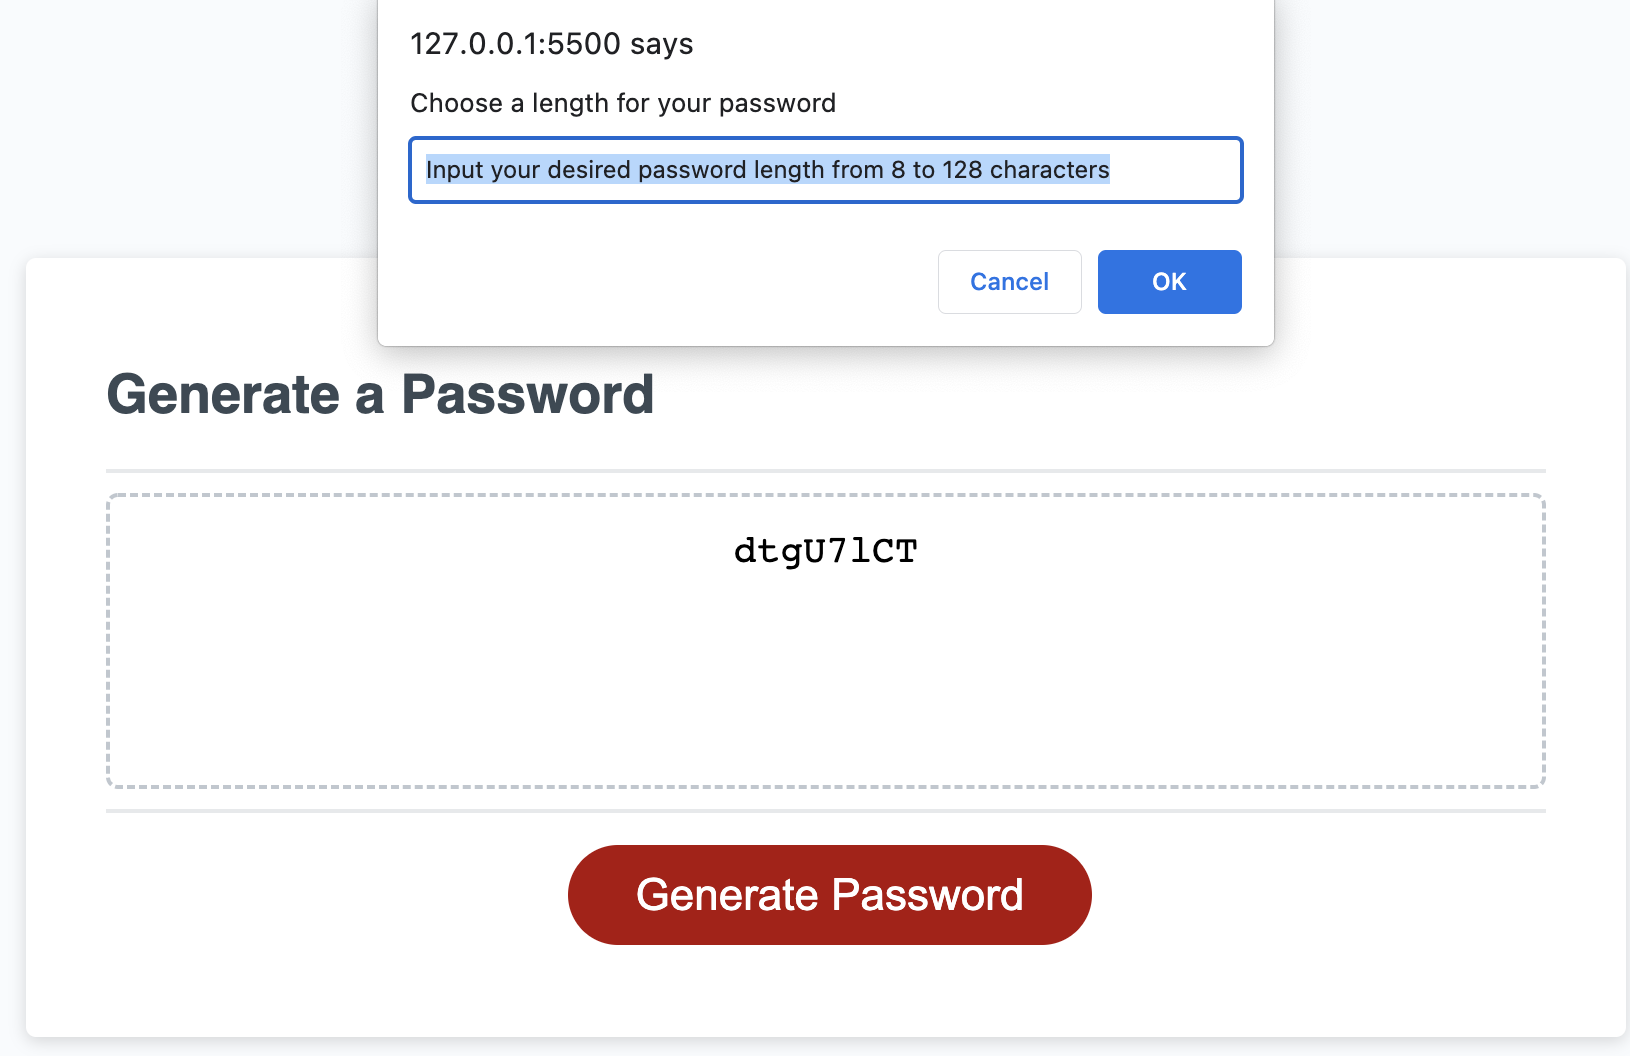 127.0.0.1:5500 says
Choose a length for your password
Input your desired password length from 8 to 128 characters
Cancel OK
Generate a Password
dtgU7lCT
Generate Password